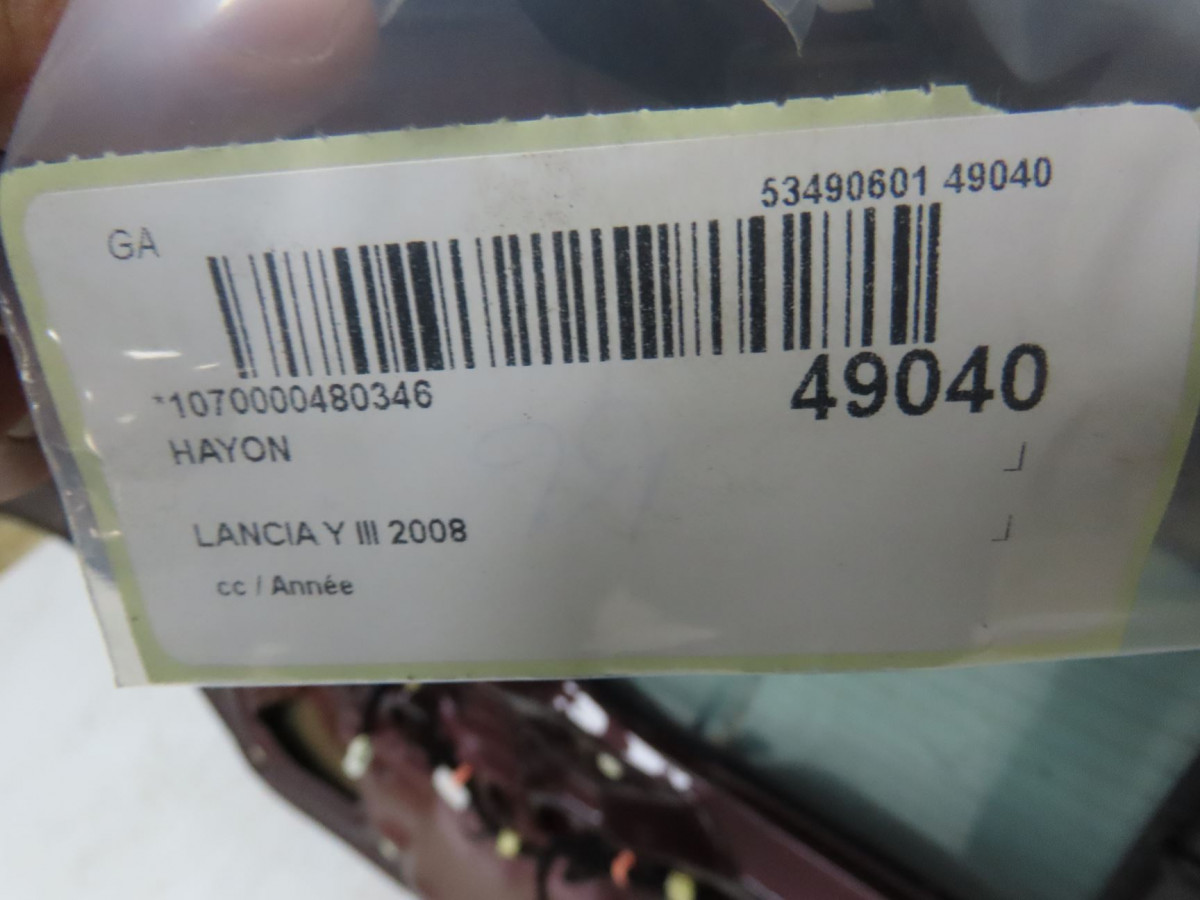 53490601 49040
GA
*1070000480346
49040
HAYON
LANCIA Y III 2008
cc / Année